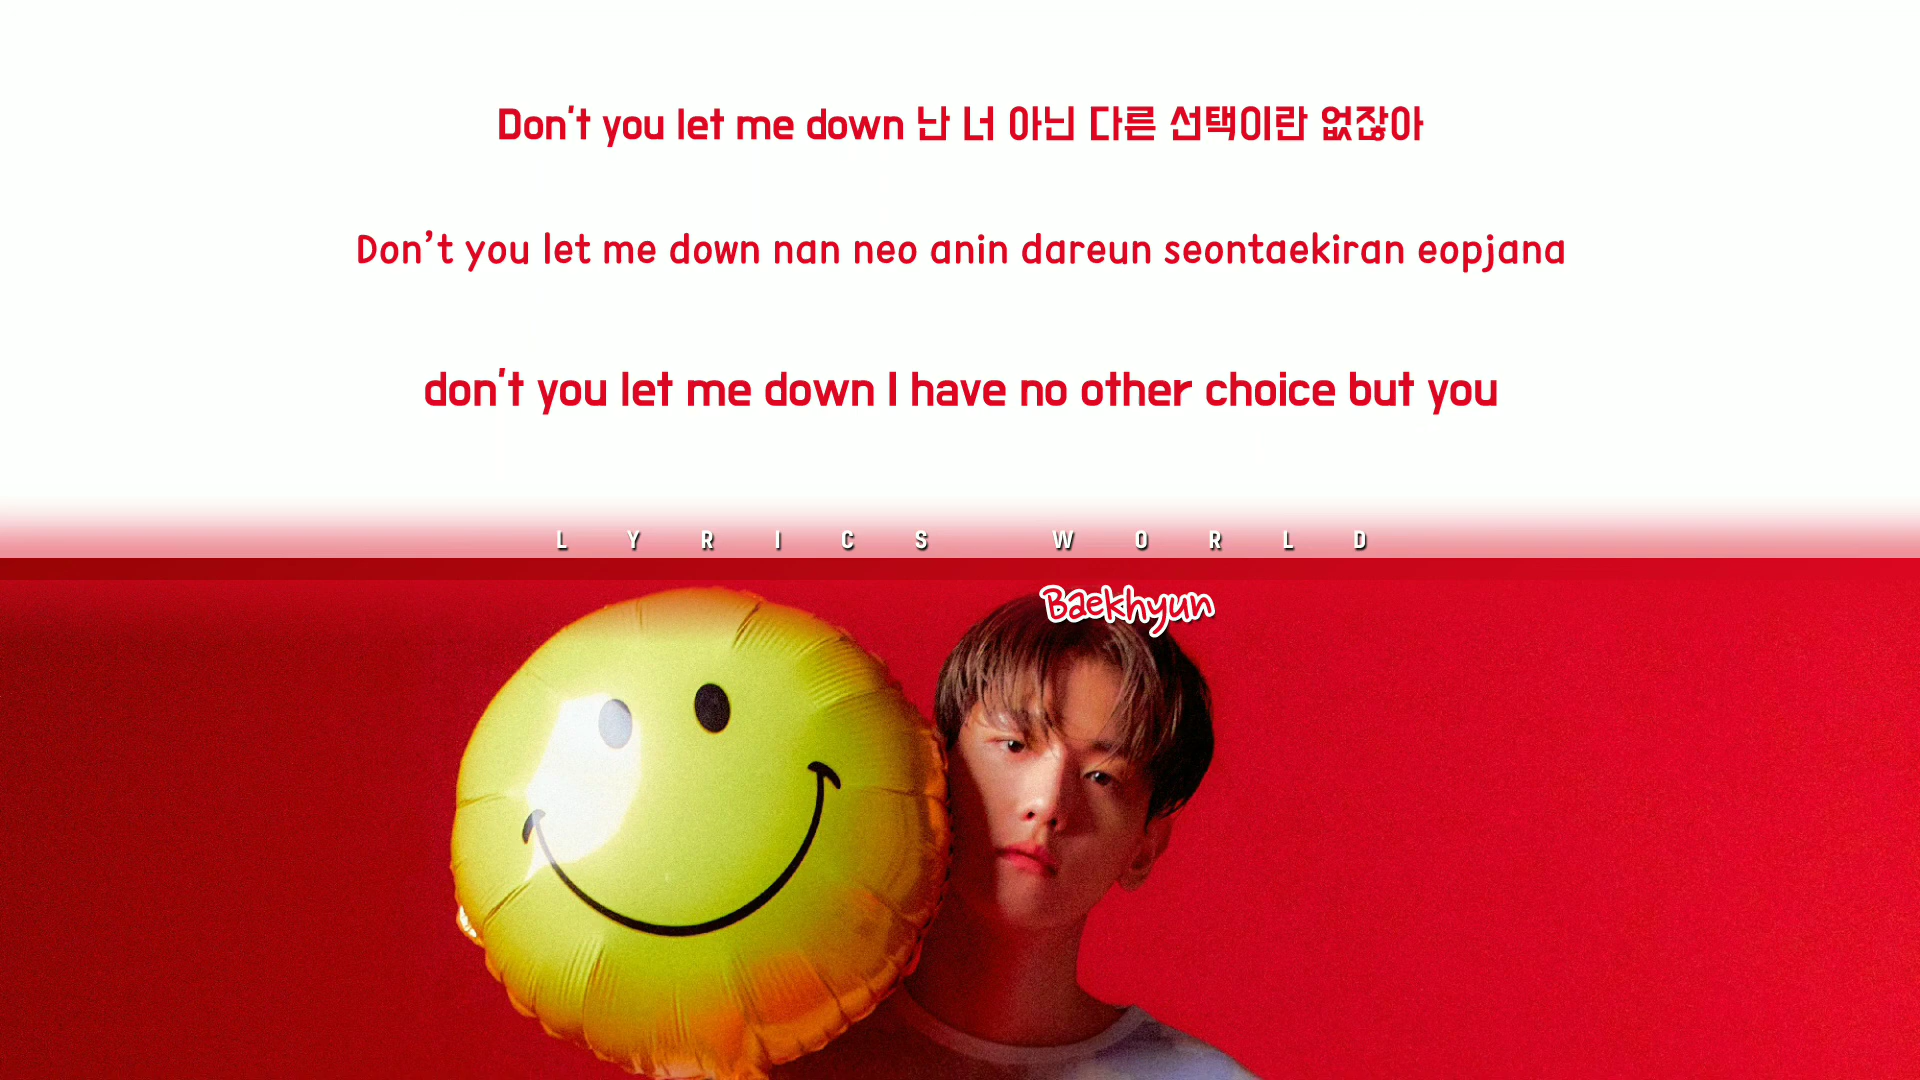 Don't you let me down 난 너 아닌 다른 선택이란 없잖아
Don't you let me down nan neo anin dareun seontaekiran eopjana
don't you let me down I have no other choice but you
LYRICS WORLD
Baekhyun